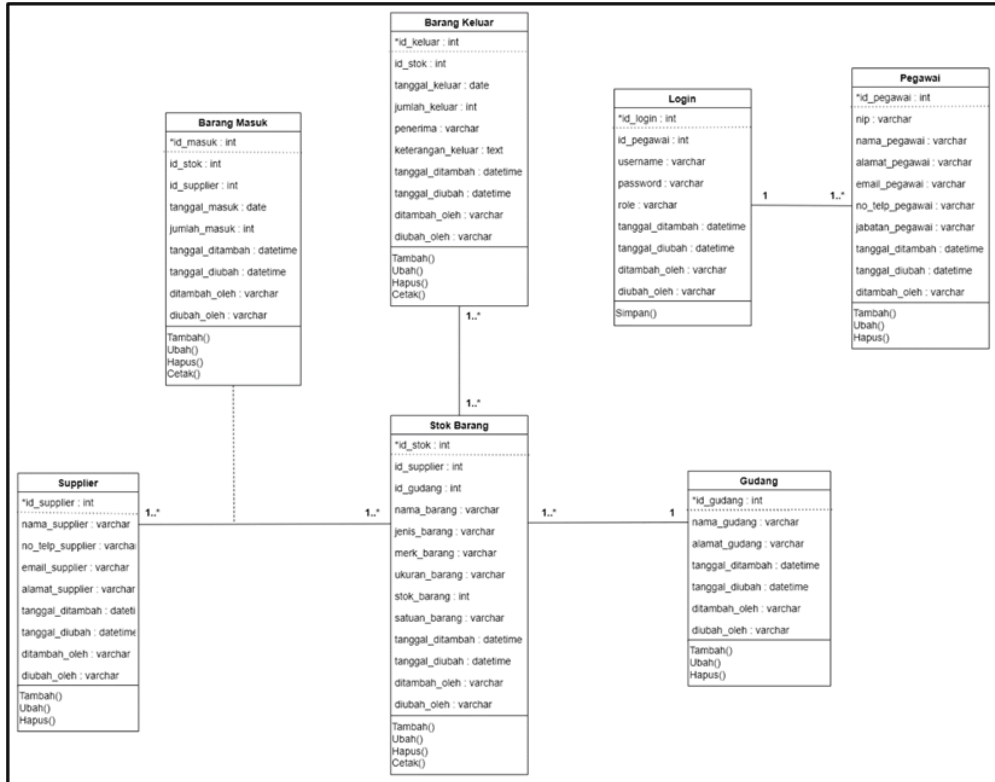 Barang Keluar
*id_keluar : int
id_stok : int
tanggal_keluar : date
jumlah_keluar : int
penerima : varchar
keterangan_keluar : text
tanggal_ditambah : datetime
tanggal_diubah : datetime
ditambah_oleh : varchar
diubah_oleh : varchar
Tambah()
Ubah()
Hapus()
Cetak()
1..*
Pegawai
*id_pegawai : int
nip : varchar
nama_pegawai : varchar
alamat_pegawai : varchar
email_pegawai : varchar
no_telp_pegawai : varchar
jabatan_pegawai : varchar
tanggal_ditambah : datetime
tanggal_diubah : datetime
ditambah_oleh : varchar
Tambah()
Ubah()
Hapus()
Login
*id_login : int
id_pegawai : int
username : varchar
password : varchar
role : varchar
tanggal_ditambah : datetime
tanggal_diubah : datetime
ditambah_oleh : varchar
diubah_oleh : varchar
Simpan()
1
1..*
Barang Masuk
*id_masuk : int
id_stok : int
id_supplier : int
tanggal_masuk : date
jumlah_masuk : int
tanggal_ditambah : datetime
tanggal_diubah : datetime
ditambah_oleh : varchar
diubah_oleh : varchar
Tambah()
Ubah()
Hapus()
Cetak()
1..*
Stok Barang
*id_stok : int
id_supplier : int
id_gudang : int
nama_barang : varchar
jenis_barang : varchar
merk_barang : varchar
ukuran_barang : varchar
stok_barang : int
satuan_barang : varchar
tanggal_ditambah : datetime
tanggal_diubah : datetime
ditambah_oleh : varchar
diubah_oleh : varchar
Tambah()
Ubah()
Hapus()
Cetak()
Supplier
*id_supplier : int
nama_supplier : varchar
no_telp_supplier : varchar
email_supplier : varchar
alamat_supplier : varchar
tanggal_ditambah : dateti
tanggal_diubah : datetime
ditambah_oleh : varchar
diubah_oleh : varchar
Tambah()
Ubah()
Hapus()
1..*
1..*
1..*
1
Gudang
*id_gudang : int
nama_gudang : varchar
alamat_gudang : varchar
tanggal_ditambah : datetime
tanggal_diubah : datetime
ditambah_oleh : varchar
diubah_oleh : varchar
Tambah()
Ubah()
Hapus()